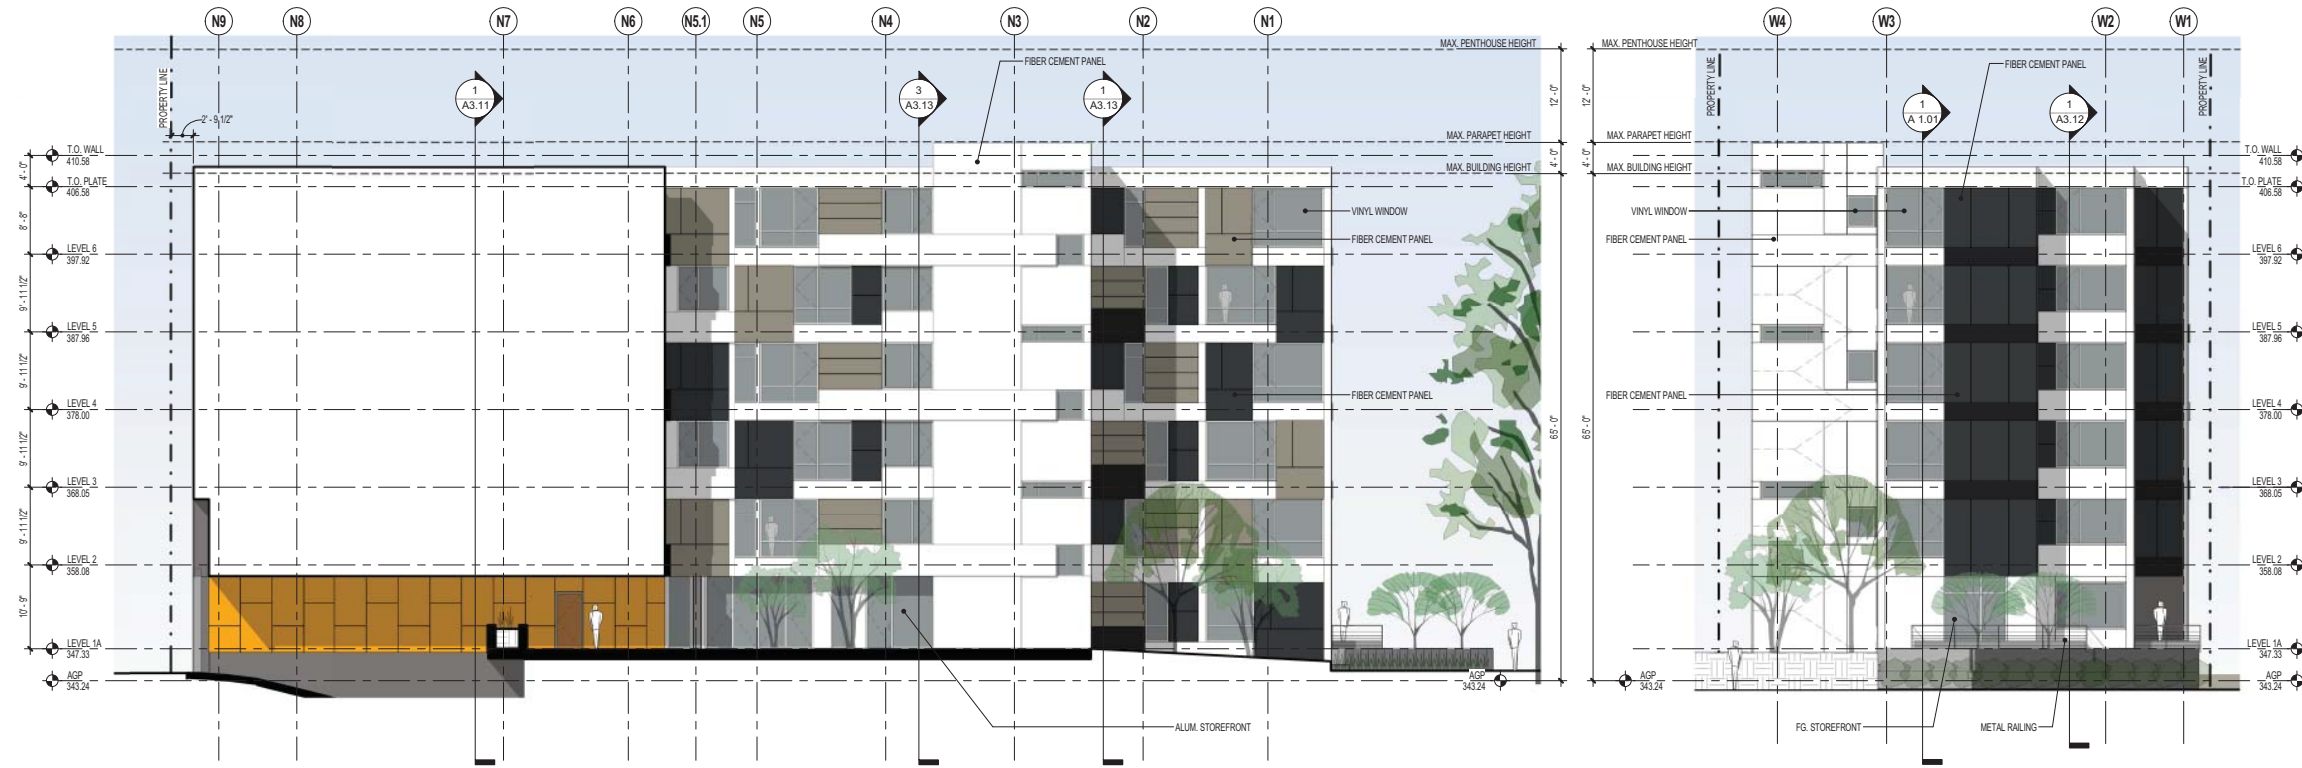 N9 N8 N7 N6 N5.1 N5 N4 N3 N2 N1
W4 W3 W2 W1
MAX. PENTHOUSE HEIGHT
MAX. PENTHOUSE HEIGHT
FIBER CEMENT PANEL
FIBER CEMENT PANEL
PROPERTY LINE
PROPERTY LINE
PROPERTY LINE
1
A3.11
3
A3.13
1
A3.13
1
A 1.01
1
A3.12
12' - 0"
12' - 0"
2' - 9 1/2"
MAX. PARAPET HEIGHT
MAX. PARAPET HEIGHT
T.O. WALL
410.58
T.O. WALL
410.58
4' - 0"
4' - 0"
4' - 0"
MAX. BUILDING HEIGHT
MAX. BUILDING HEIGHT
T.O. PLATE
406.58
T.O. PLATE
406.58
8' - 8"
VINYL WINDOW
VINYL WINDOW
FIBER CEMENT PANEL
FIBER CEMENT PANEL
LEVEL 6
397.92
LEVEL 6
397.92
9' - 11 1/2"
LEVEL 5
387.96
LEVEL 5
387.96
9' - 11 1/2"
FIBER CEMENT PANEL
FIBER CEMENT PANEL
LEVEL 4
378.00
LEVEL 4
378.00
65' - 0"
65' - 0"
9' - 11 1/2"
LEVEL 3
368.05
LEVEL 3
368.05
9' - 11 1/2"
LEVEL 2
358.08
LEVEL 2
358.08
10' - 9"
LEVEL 1A
347.33
LEVEL 1A
347.33
AGP
343.24
AGP
343.24
AGP
343.24
AGP
343.24
ALUM. STOREFRONT
FG. STOREFRONT
METAL RAILING